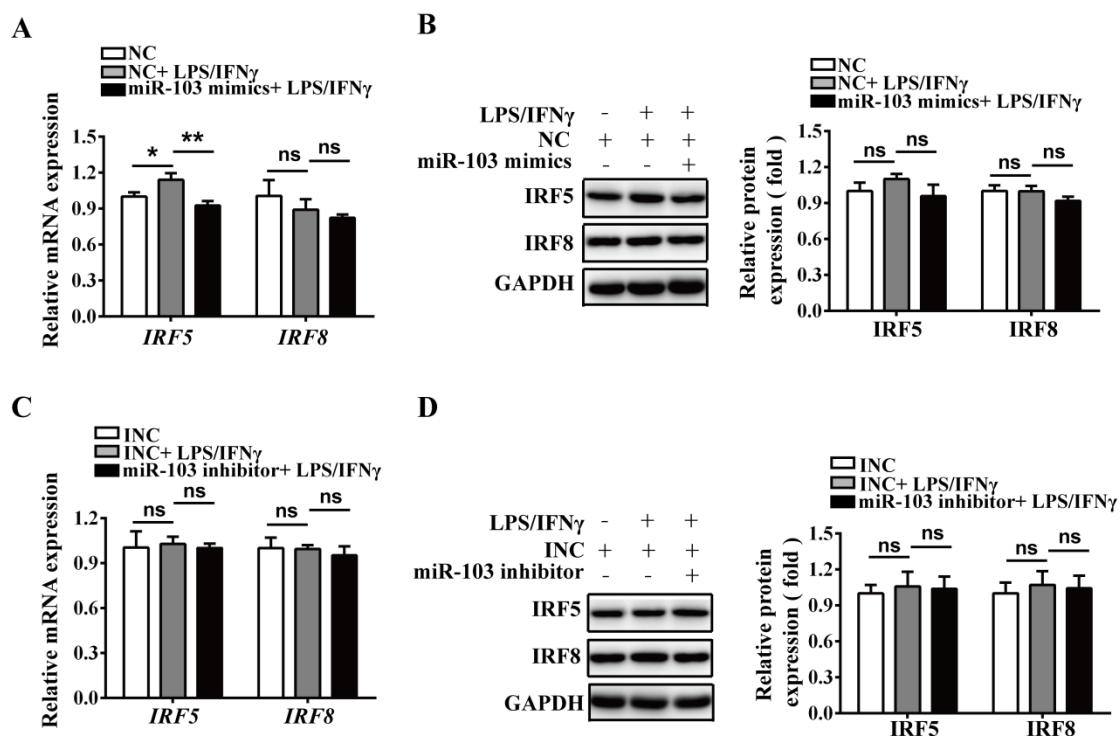 A
NC
NC+ LPS/IFNγ
miR-103 mimics+ LPS/IFNγ
Relative mRNA expression
1.5
1.2
0.9
0.6
0.3
0.0
* ** ns ns
IRF5 IRF8
B
LPS/IFNγ - + +
NC + + +
miR-103 mimics - - +
IRF5
IRF8
GAPDH
NC
NC+ LPS/IFNγ
miR-103 mimics+ LPS/IFNγ
Relative protein
expression ( fold )
1.5
1.2
0.9
0.6
0.3
0.0
ns ns ns ns
IRF5 IRF8
C
INC
INC+ LPS/IFNγ
miR-103 inhibitor+ LPS/IFNγ
Relative mRNA expression
1.2
0.9
0.6
0.3
0.0
ns ns ns ns
IRF5 IRF8
D
LPS/IFNγ - + +
INC + + +
miR-103 inhibitor - - +
IRF5
IRF8
GAPDH
INC
INC+ LPS/IFNγ
miR-103 inhibitor+ LPS/IFNγ
Relative protein
expression ( fold )
1.5
1.2
0.9
0.6
0.3
0.0
ns ns ns ns
IRF5 IRF8